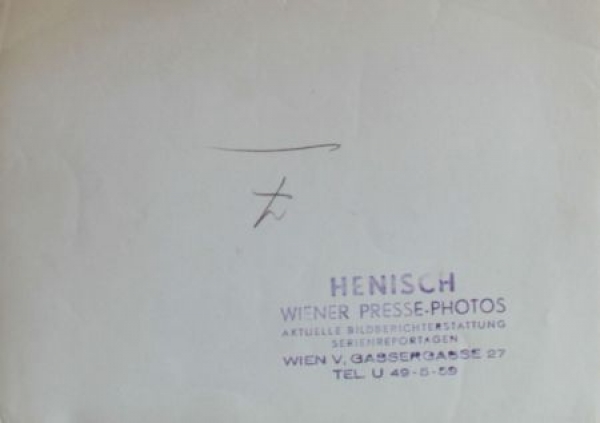 HENISCH
WIENER PRESSE-PHOTOS
AKTUELLE BILDBERICHTERSTATTUNG
SERIENREPORTAGEN
WIEN V, GASSERGASSE 27
TEL. U 49-5-59